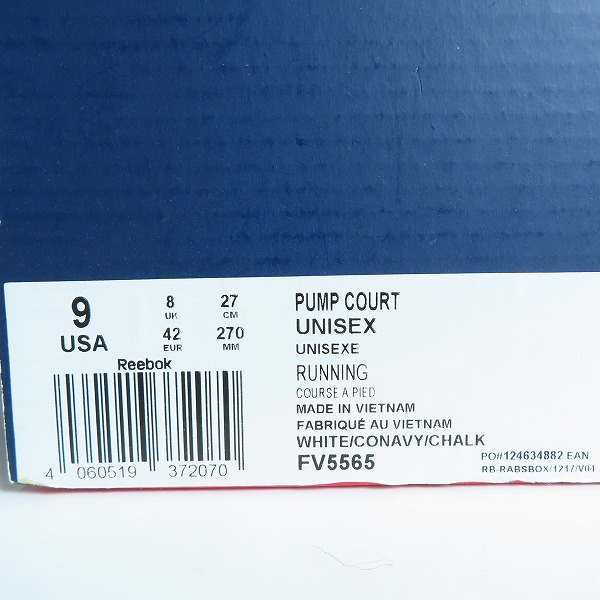 9
USA
8
UK
27
CM
42
EUR
270
MM
Reebok
4 060519 372070
PUMP COURT
UNISEX
UNISEXE
RUNNING
COURSE A PIED
MADE IN VIETNAM
FABRIQUÉ AU VIETNAM
WHITE/CONAVY/CHALK
FV5565
PO#124634882 EAN
RB-RABSBOX/1217/V04